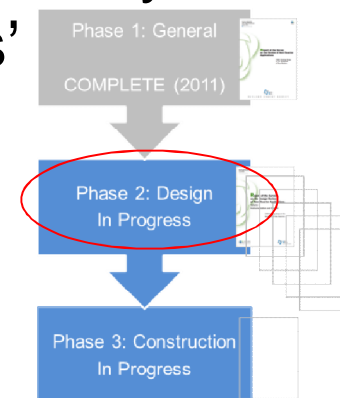 s'
Phase 1: General
COMPLETE (2011)
Phase 2: Design
In Progress
Phase 3: Construction
In Progress